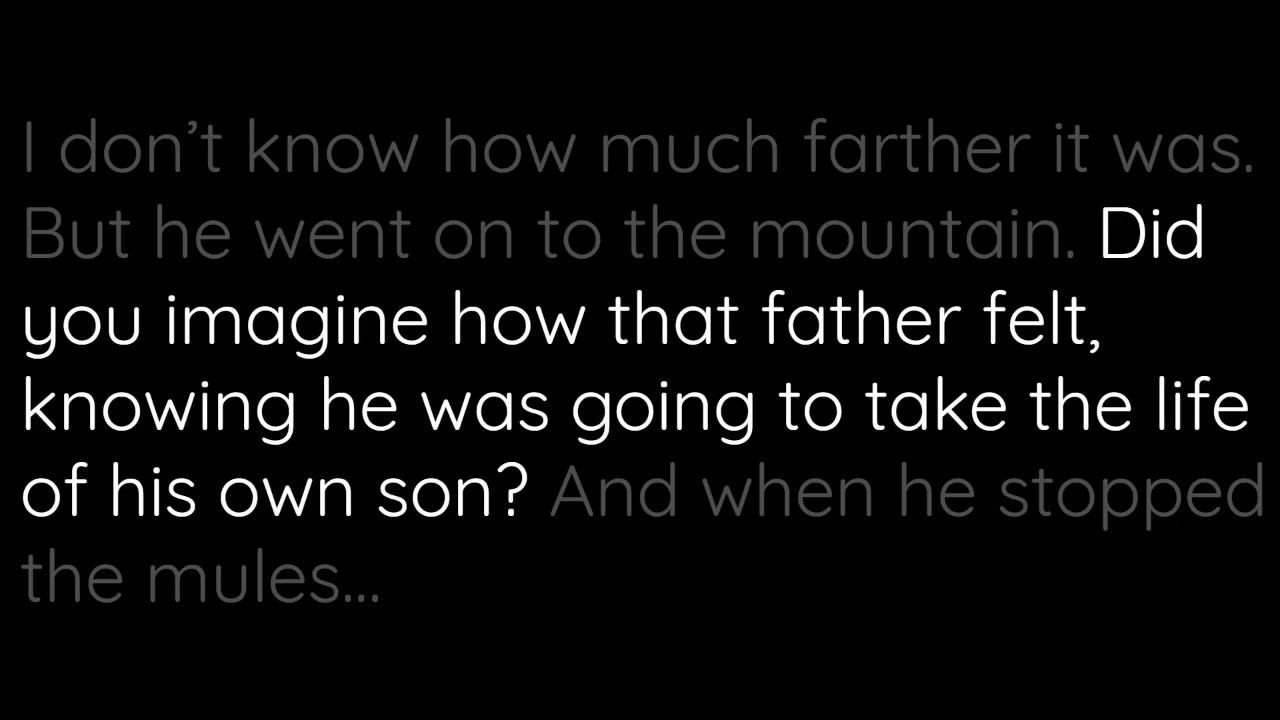 I don’t know how much farther it was.
But he went on to the mountain. Did
you imagine how that father felt,
knowing he was going to take the life
of his own son? And when he stopped
the mules...